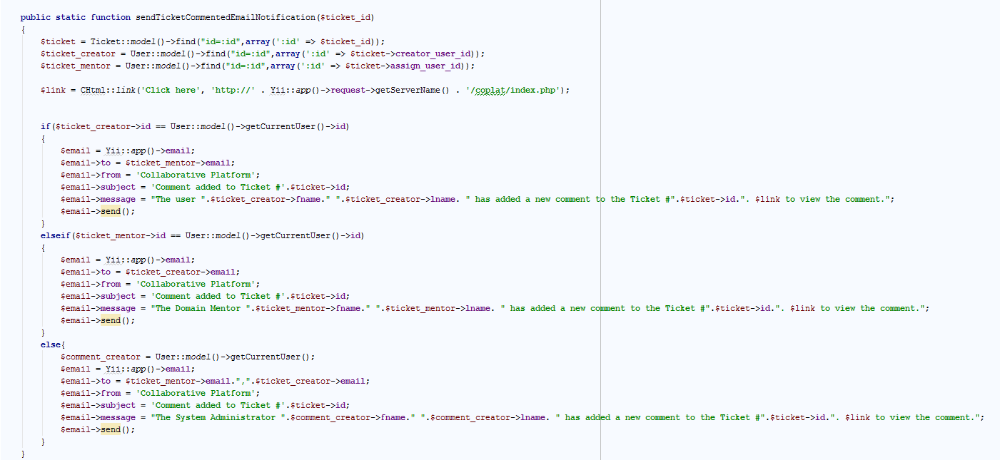 public static function sendTicketCommentedEmailNotification($ticket_id)
{
    $ticket = Ticket::model()->find("id=:id",array(':id' => $ticket_id));
    $ticket_creator = User::model()->find("id=:id",array(':id' => $ticket->creator_user_id));
    $ticket_mentor = User::model()->find("id=:id",array(':id' => $ticket->assign_user_id));
    $link = CHtml::link('Click here', 'http://' . Yii::app()->request->getServerName() . '/coplat/index.php');
    if($ticket_creator->id == User::model()->getCurrentUser()->id)
    {
        $email = Yii::app()->email;
        $email->to = $ticket_mentor->email;
        $email->from = 'Collaborative Platform';
        $email->subject = 'Comment added to Ticket #'.$ticket->id;
        $email->message = "The user ".$ticket_creator->fname." ".$ticket_creator->lname. " has added a new comment to the Ticket #".$ticket->id.". $link to view the comment.";
        $email->send();
    }
    elseif($ticket_mentor->id == User::model()->getCurrentUser()->id)
    {
        $email = Yii::app()->email;
        $email->to = $ticket_creator->email;
        $email->from = 'Collaborative Platform';
        $email->subject = 'Comment added to Ticket #'.$ticket->id;
        $email->message = "The Domain Mentor ".$ticket_mentor->fname." ".$ticket_mentor->lname. " has added a new comment to the Ticket #".$ticket->id.". $link to view the comment.";
        $email->send();
    }
    else{
        $comment_creator = User::model()->getCurrentUser();
        $email = Yii::app()->email;
        $email->to = $ticket_mentor->email.",".$ticket_creator->email;
        $email->from = 'Collaborative Platform';
        $email->subject = 'Comment added to Ticket #'.$ticket->id;
        $email->message = "The System Administrator ".$comment_creator->fname." ".$comment_creator->lname. " has added a new comment to the Ticket #".$ticket->id.". $link to view the comment.";
        $email->send();
    }
}